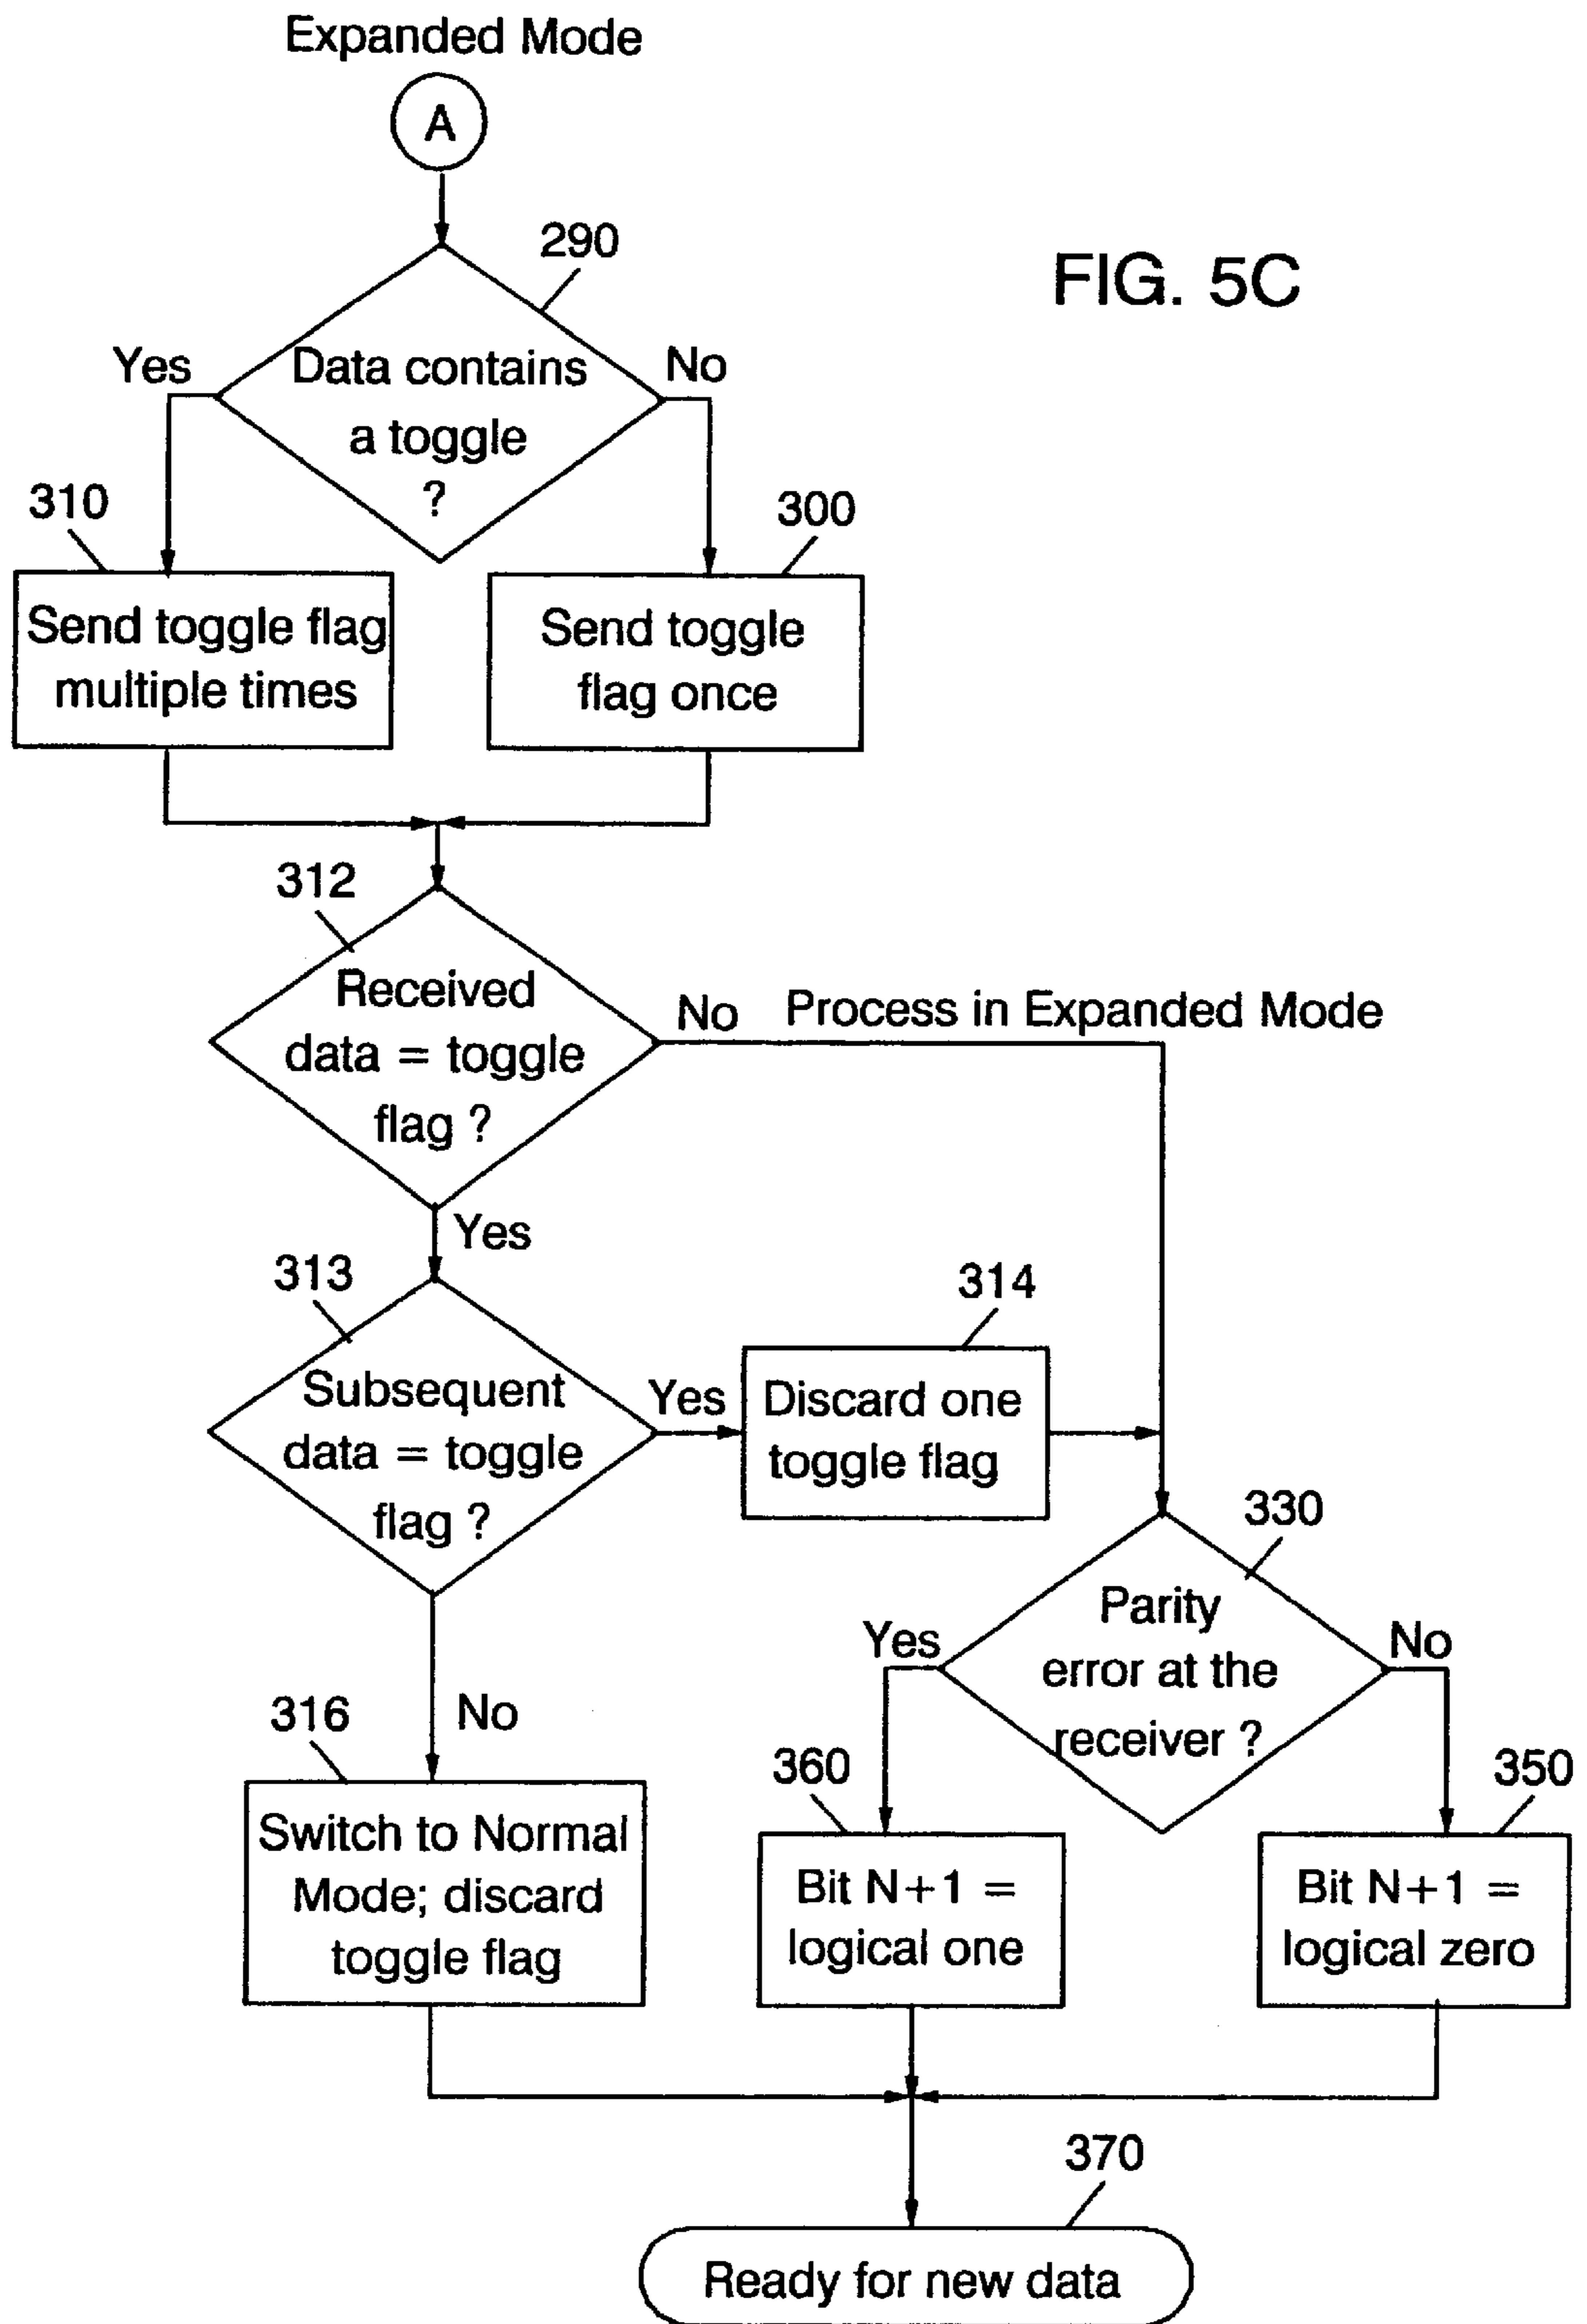 Expanded Mode
A
290
FIG. 5C
Yes
No
Data contains
a toggle
?
310
300
Send toggle flag
multiple times
Send toggle
flag once
312
Received
data = toggle
flag ?
No
Process in Expanded Mode
Yes
313
314
Subsequent
data = toggle
flag ?
Yes
Discard one
toggle flag
330
Parity
error at the
receiver ?
Yes
No
316
No
360
350
Switch to Normal
Mode; discard
toggle flag
Bit N+1 =
logical one
Bit N+1 =
logical zero
370
Ready for new data